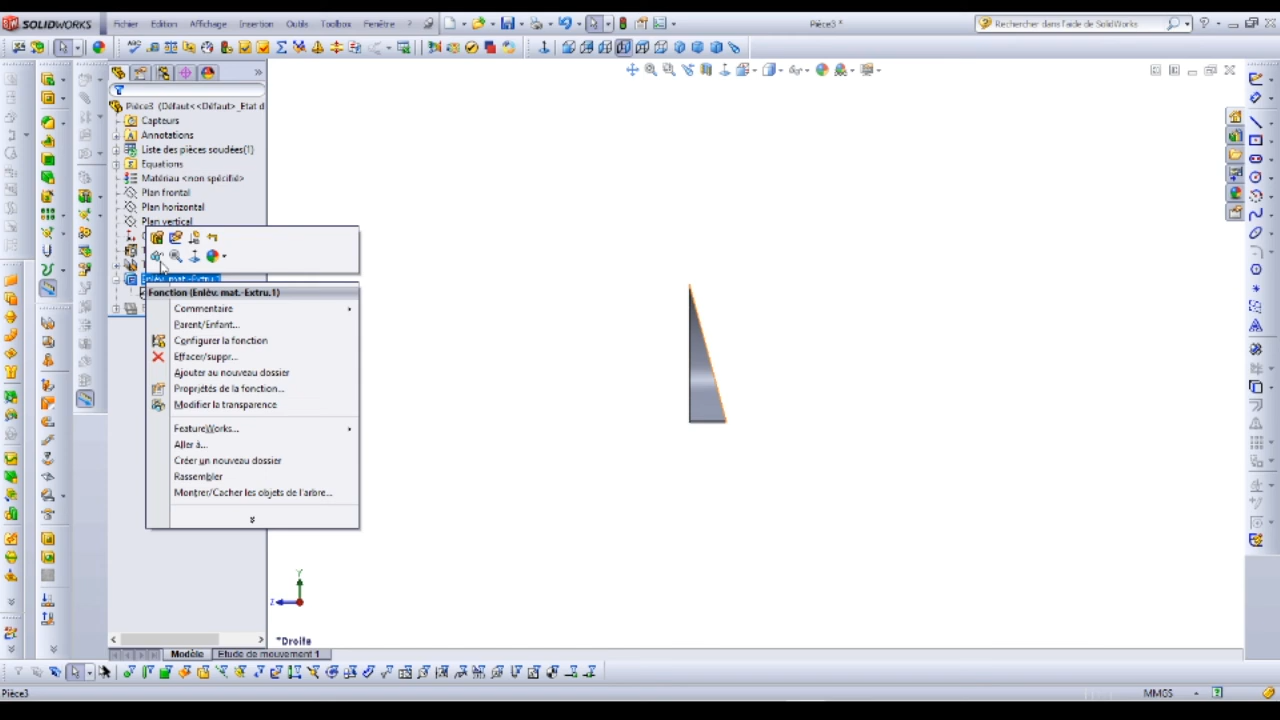 SOLIDWORKS Fichier Edition Affichage Insertion Outils Toolbox Fenêtre ? Pièce3 * Rechercher dans l'aide de SolidWorks
Pièce3 (Défaut<<Défaut>_Etat d
Capteurs
Annotations
Liste des pièces soudées(1)
Equations
Matériau <non spécifié>
Plan frontal
Plan horizontal
Plan vertical
Enlèv. mat.-Extru.1
Fonction (Enlèv. mat.-Extru.1)
Commentaire
Parent/Enfant...
Configurer la fonction
Effacer/suppr...
Ajouter au nouveau dossier
Propriétés de la fonction...
Modifier la transparence
FeatureWorks...
Aller à...
Créer un nouveau dossier
Rassembler
Montrer/Cacher les objets de l'arbre...
Y
Z
*Droite
Modèle Etude de mouvement 1
Pièce3 MMGS